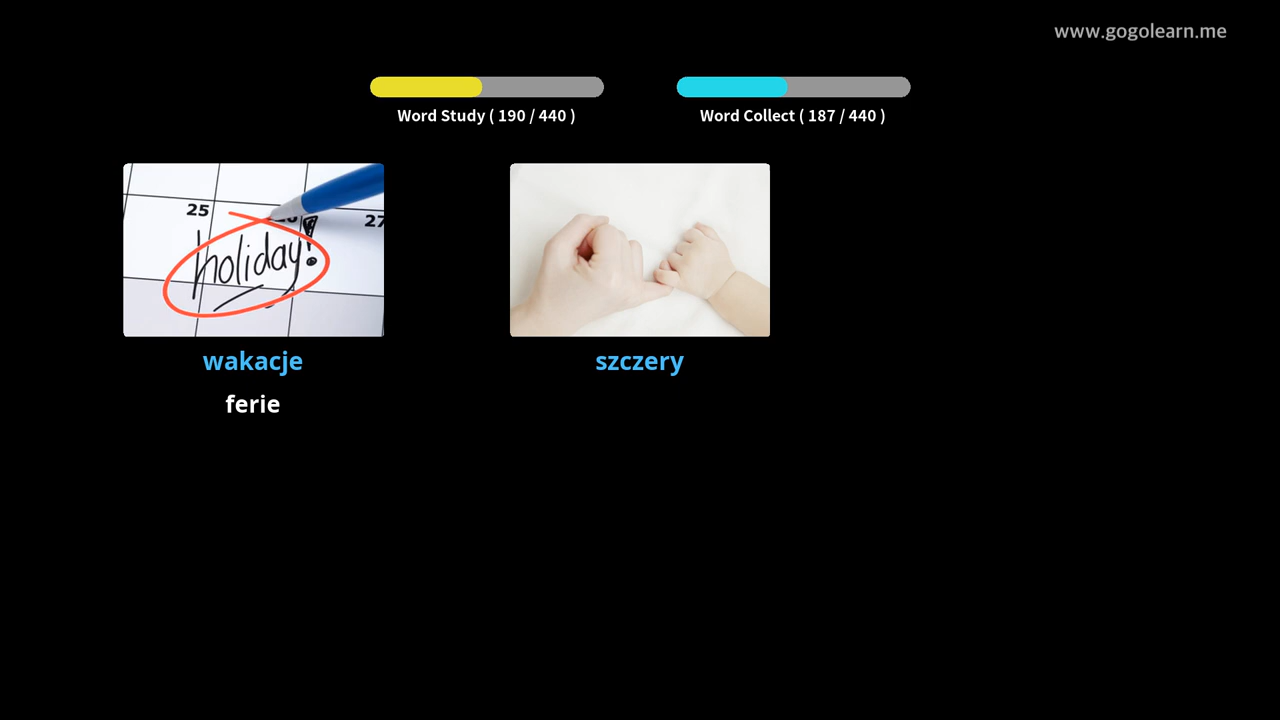 www.gogolearn.me
Word Study ( 190 / 440 )
Word Collect ( 187 / 440 )
25
27
holiday!
wakacje
szczery
ferie